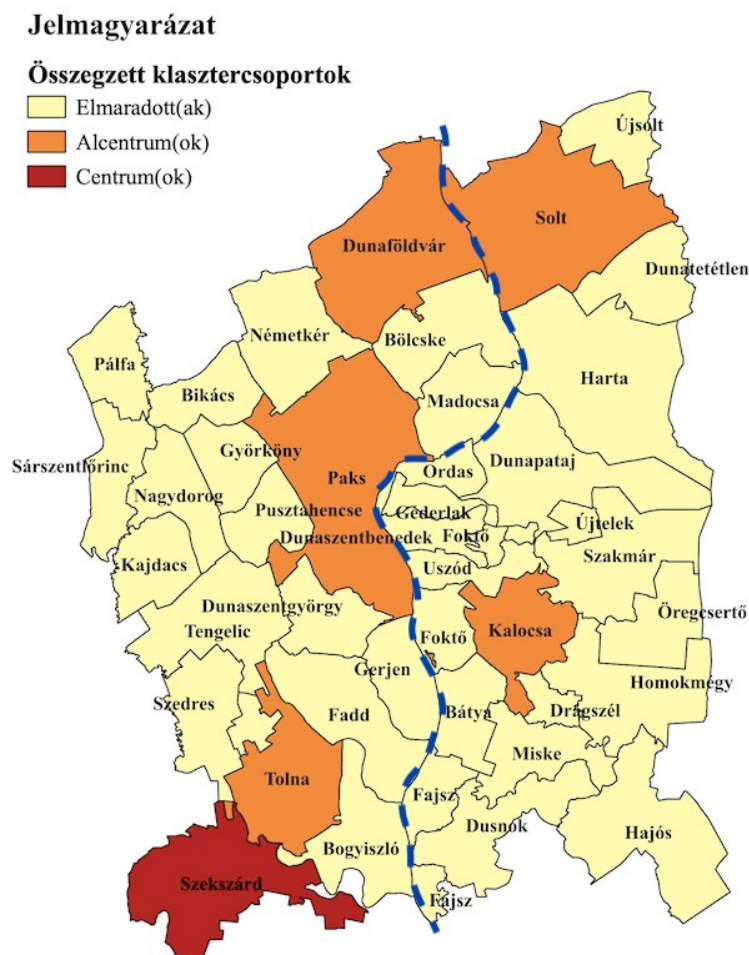 Jelmagyarázat
Összegzett klasztercsoportok
Elmaradott(ak)
Alcentrum(ok)
Centrum(ok)
Újsolt
Solt
Dunaföldvár
Dunatetétlen
Németkér
Bölcske
Pálfa
Harta
Bikács
Madocsa
Györköny
Sárszentlőrinc
Ordas
Dunapataj
Paks
Nagydorog
Pusztahencse
Géderlak
Újtelek
Dunaszentbenedek
Foktő
Szakmár
Kajdacs
Uszód
Dunaszentgyörgy
Öregcsertő
Tengelic
Foktő
Kalocsa
Gerjen
Homokmégy
Szedres
Fadd
Bátya
Drágszél
Miske
Tolna
Fajsz
Dusnok
Hajós
Bogyiszló
Szekszárd
Fajsz